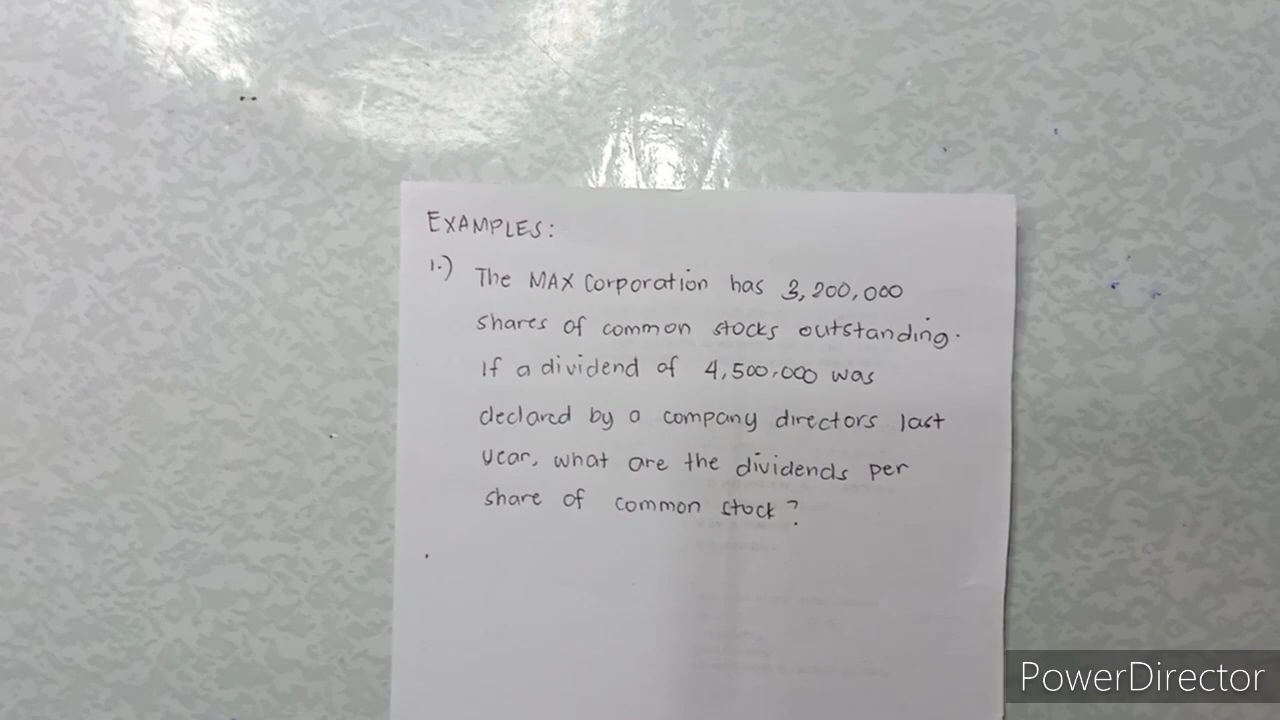 EXAMPLES:
1.) The MAX Corporation has 3,200,000
shares of common stocks outstanding.
If a dividend of 4,500,000 was
declared by a company directors last
year, what are the dividends per
share of common stock?
PowerDirector